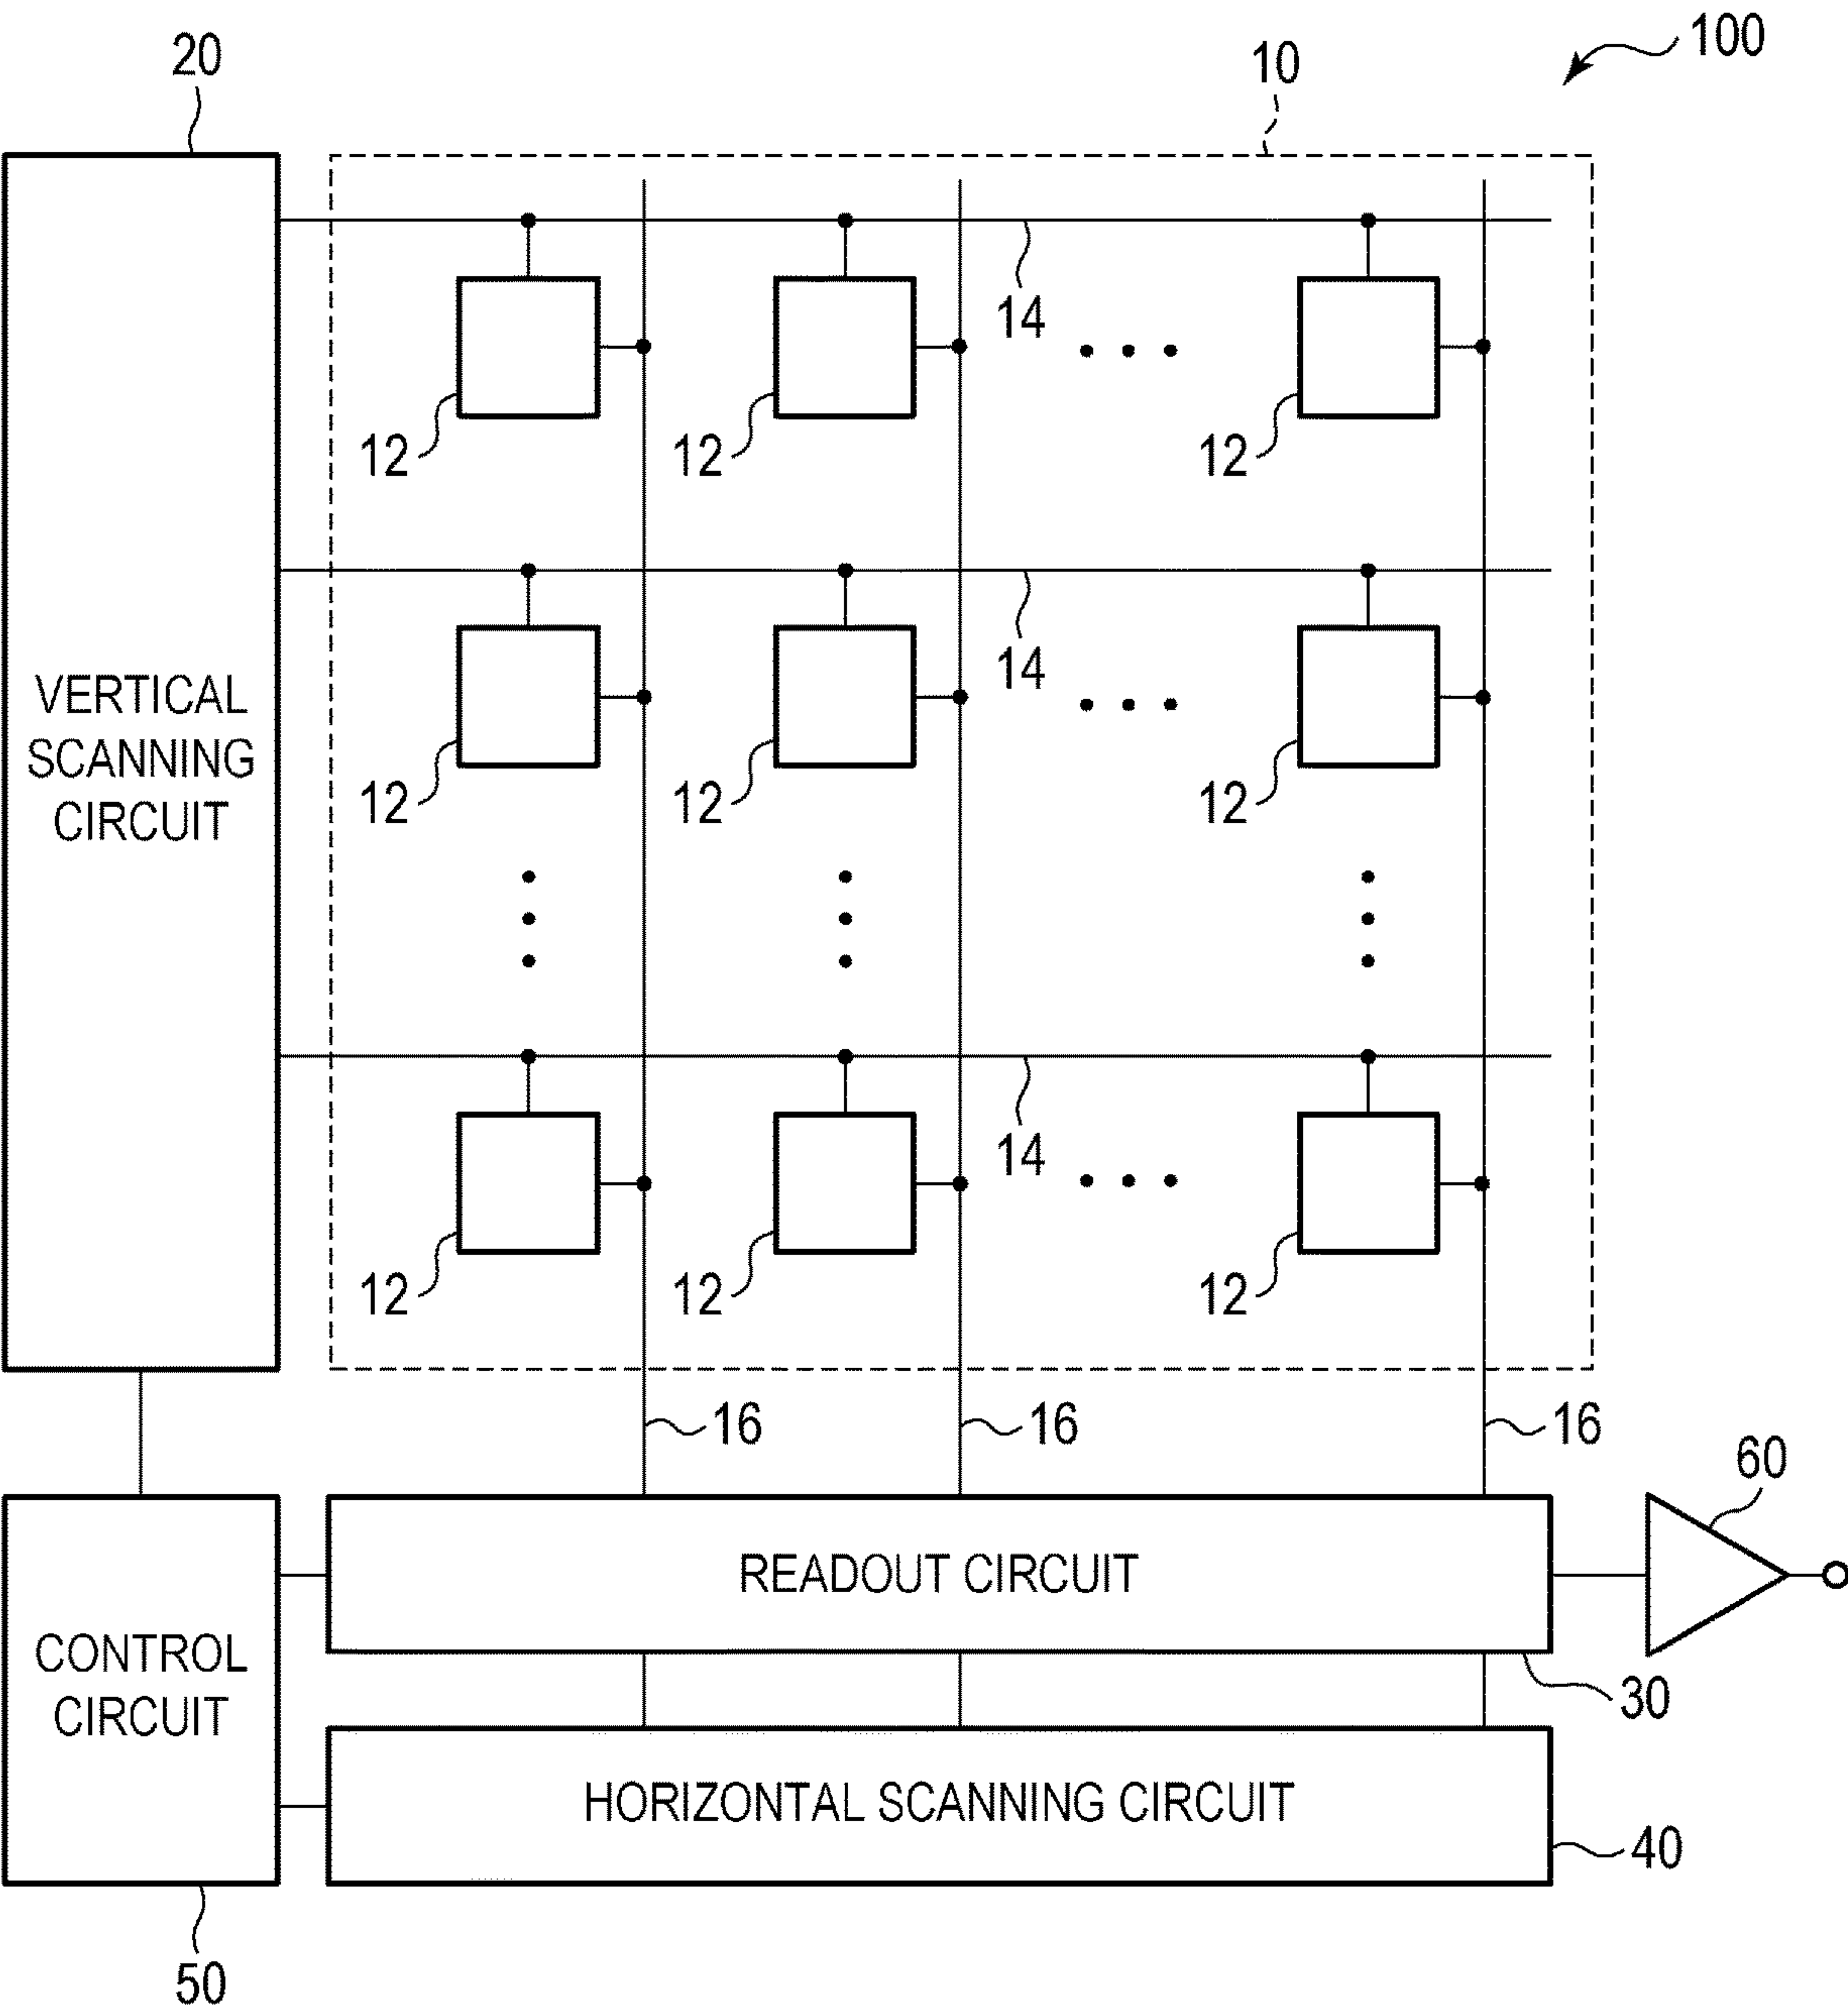 100
20
10
14
12 12 12
14
VERTICAL
SCANNING
CIRCUIT
12 12 12
14
12 12 12
16 16 16
60
READOUT CIRCUIT
CONTROL
CIRCUIT
30
HORIZONTAL SCANNING CIRCUIT
40
50